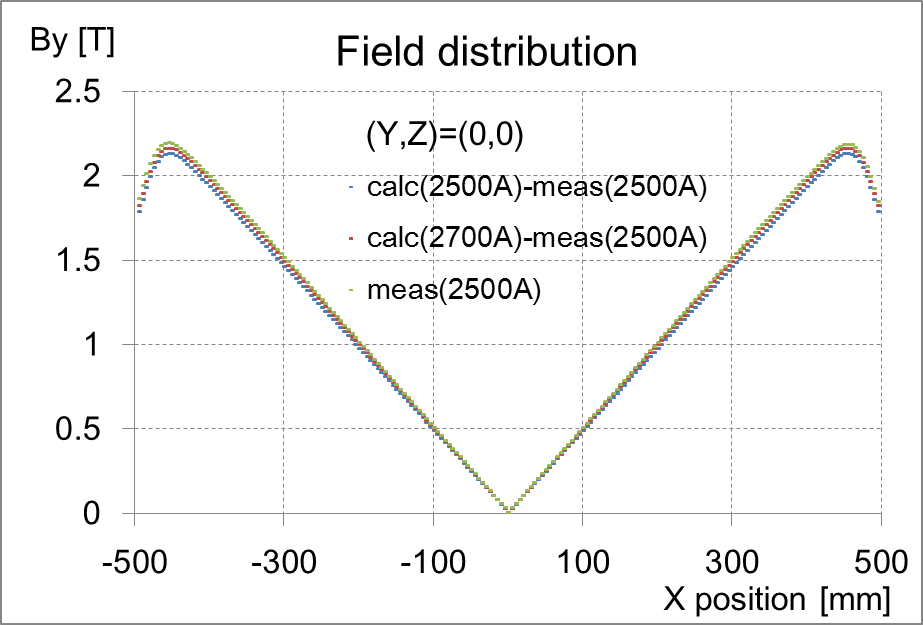 By [T]
Field distribution
2.5
(Y,Z)=(0,0)
2
calc(2500A)-meas(2500A)
calc(2700A)-meas(2500A)
1.5
meas(2500A)
1
0.5
0
-500 -300 -100 100 300 500
X position [mm]